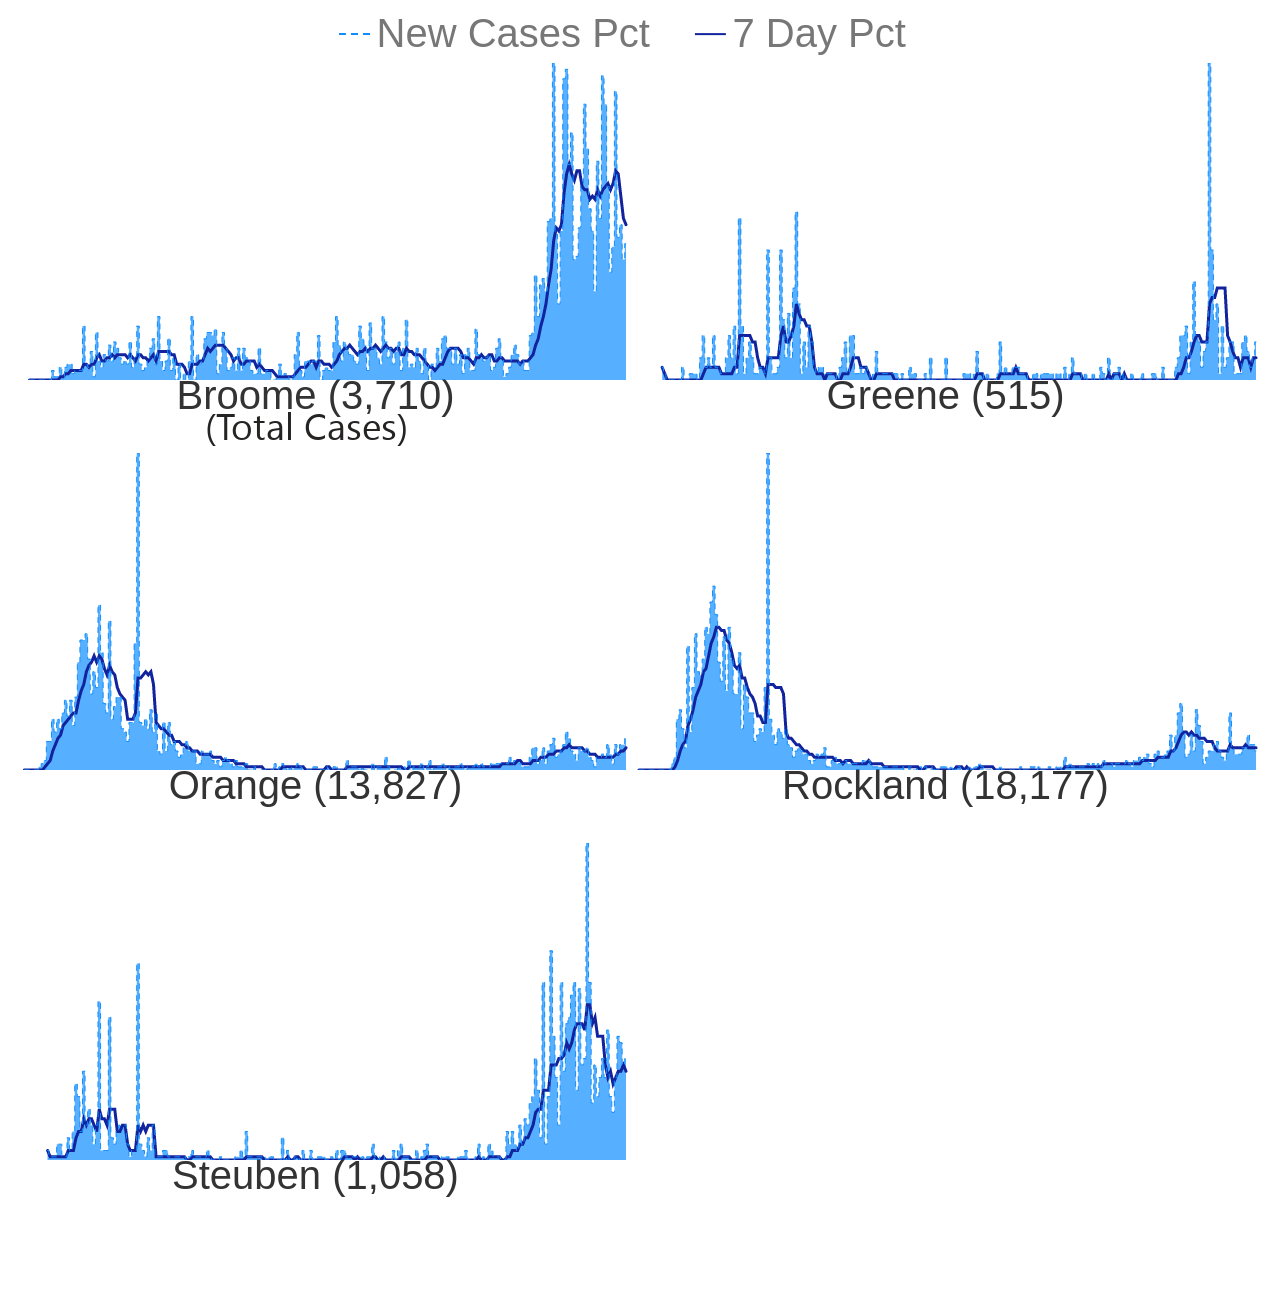 New Cases Pct 7 Day Pct
Broome (3,710) Greene (515)
(Total Cases)
Orange (13,827) Rockland (18,177)
Steuben (1,058)